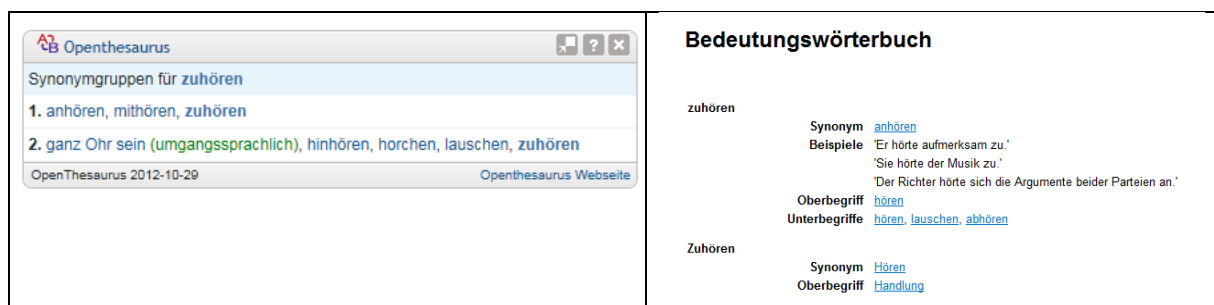 Openthesaurus
Synonymgruppen für zuhören
1. anhören, mithören, zuhören
2. ganz Ohr sein (umgangssprachlich), hinhören, horchen, lauschen, zuhören
OpenThesaurus 2012-10-29 Openthesaurus Webseite
Bedeutungswörterbuch
zuhören
Synonym anhören
Beispiele 'Er hörte aufmerksam zu.'
'Sie hörte der Musik zu.'
'Der Richter hörte sich die Argumente beider Parteien an.'
Oberbegriff hören
Unterbegriffe hören, lauschen, abhören
Zuhören
Synonym Hören
Oberbegriff Handlung